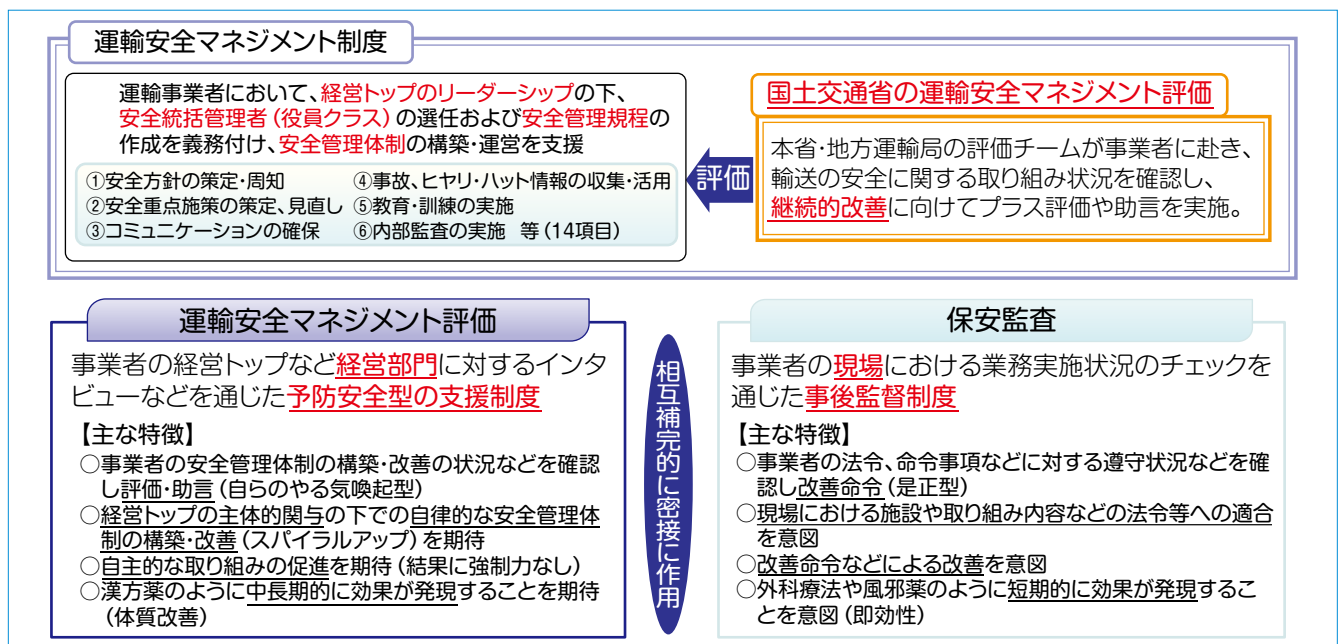 運輸安全マネジメント制度
運輸事業者において、経営トップのリーダーシップの下、
安全統括管理者（役員クラス）の選任および安全管理規程の
作成を義務付け、安全管理体制の構築・運営を支援
①安全方針の策定・周知
②安全重点施策の策定、見直し
③コミュニケーションの確保
④事故、ヒヤリ・ハット情報の収集・活用
⑤教育・訓練の実施
⑥内部監査の実施　等（14項目）
評価
国土交通省の運輸安全マネジメント評価
本省・地方運輸局の評価チームが事業者に赴き、
輸送の安全に関する取り組み状況を確認し、
継続的改善に向けてプラス評価や助言を実施。
運輸安全マネジメント評価
事業者の経営トップなど経営部門に対するインタ
ビューなどを通じた予防安全型の支援制度
【主な特徴】
○事業者の安全管理体制の構築・改善の状況などを確認
し評価・助言（自らのやる気喚起型）
○経営トップの主体的関与の下での自律的な安全管理体
制の構築・改善（スパイラルアップ）を期待
○自主的な取り組みの促進を期待（結果に強制力なし）
○漢方薬のように中長期的に効果が発現することを期待
（体質改善）
相互補完的に密接に作用
保安監査
事業者の現場における業務実施状況のチェックを
通じた事後監督制度
【主な特徴】
○事業者の法令、命令事項などに対する遵守状況などを確
認し改善命令（是正型）
○現場における施設や取り組み内容などの法令等への適合
を意図
○改善命令などによる改善を意図
○外科療法や風邪薬のように短期的に効果が発現するこ
とを意図（即効性）